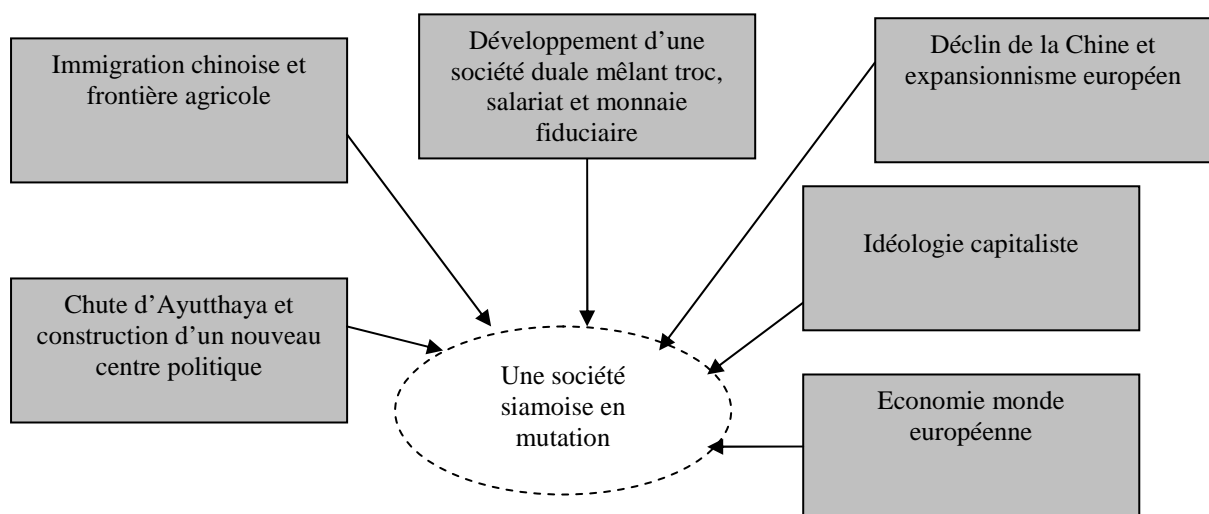 Immigration chinoise et
frontière agricole
Développement d’une
société duale mêlant troc,
salariat et monnaie
fiduciaire
Déclin de la Chine et
expansionnisme européen
Idéologie capitaliste
Chute d’Ayutthaya et
construction d’un nouveau
centre politique
Une société
siamoise en
mutation
Economie monde
européenne